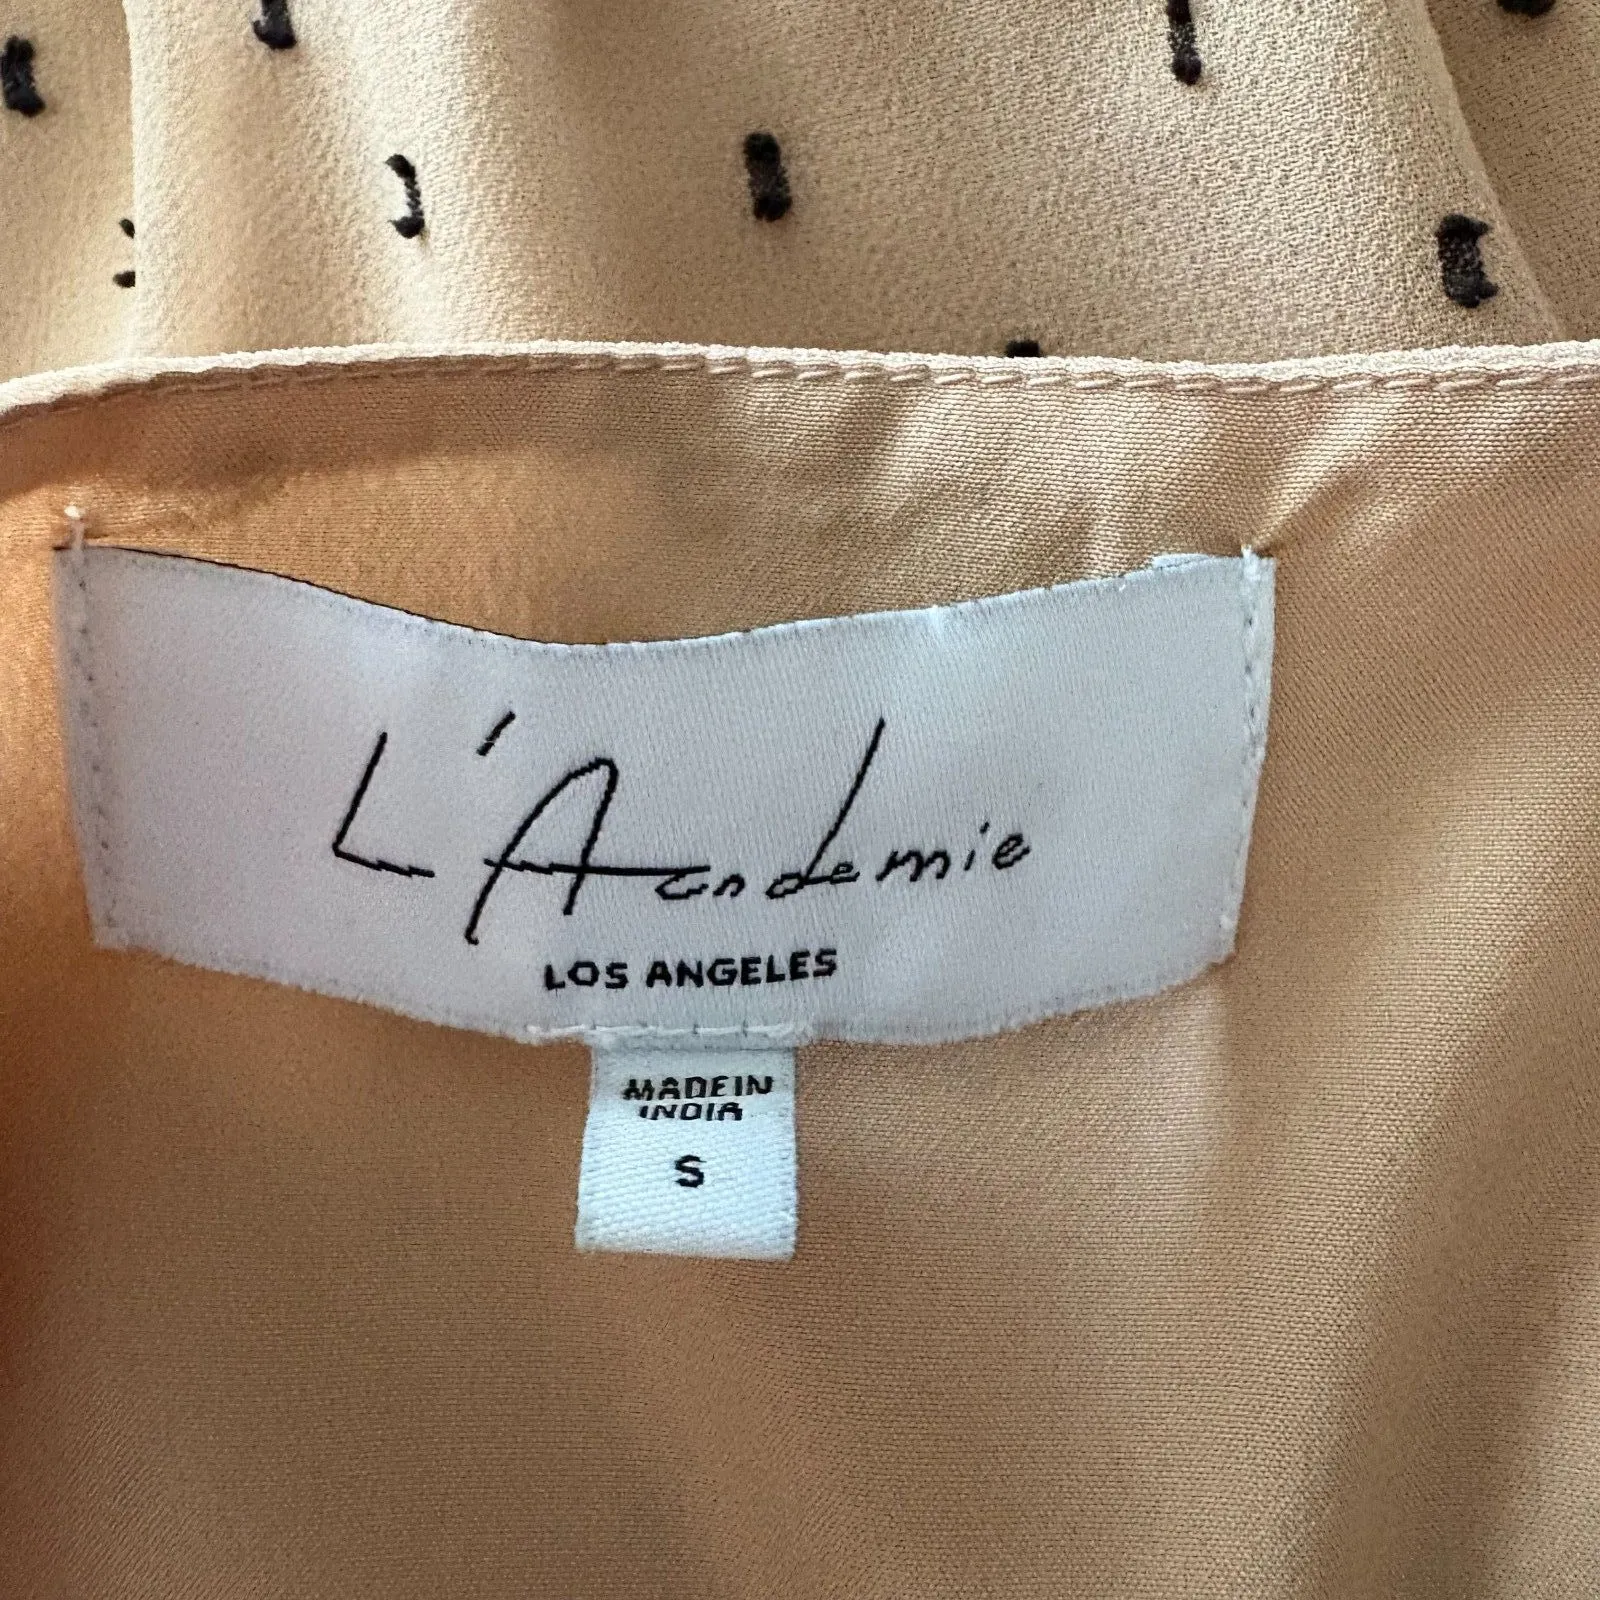 L'Academie
LOS ANGELES
MADE IN
INDIA
S